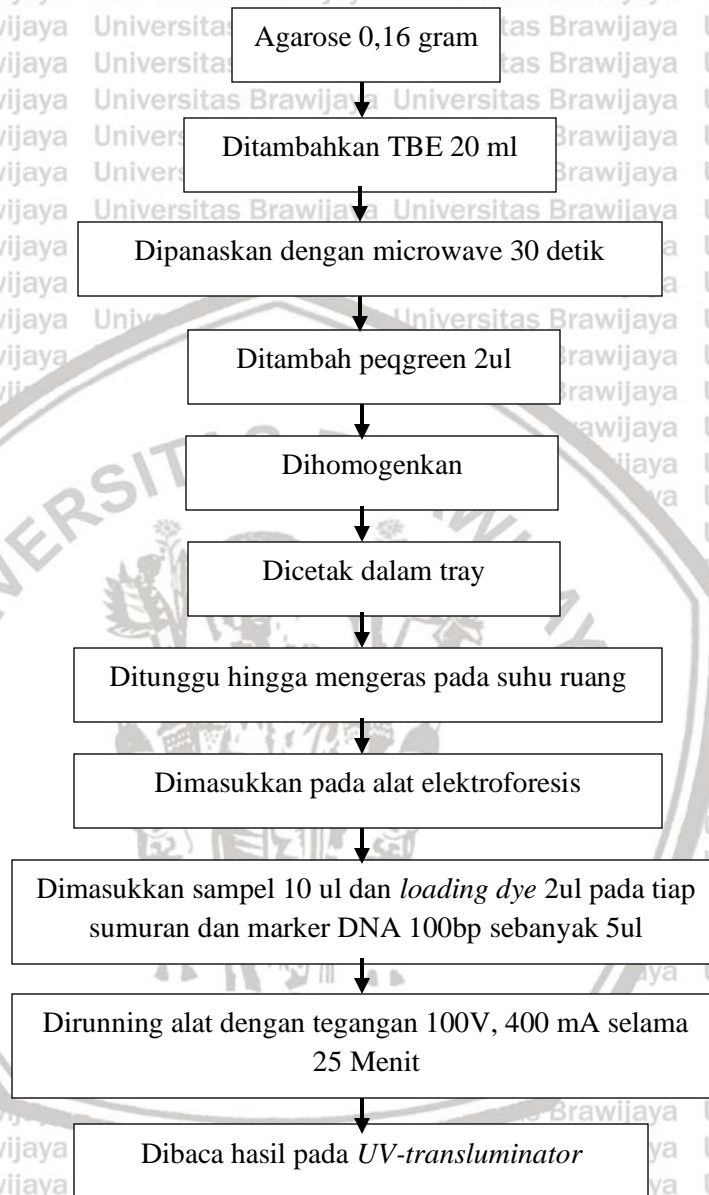 Agarose 0,16 gram
Ditambahkan TBE 20 ml
Dipanaskan dengan microwave 30 detik
Ditambah peqgreen 2ul
Dihomogenkan
Dicetak dalam tray
Ditunggu hingga mengeras pada suhu ruang
Dimasukkan pada alat elektroforesis
Dimasukkan sampel 10 ul dan loading dye 2ul pada tiap
sumuran dan marker DNA 100bp sebanyak 5ul
Dirunning alat dengan tegangan 100V, 400 mA selama
25 Menit
Dibaca hasil pada UV-transluminator